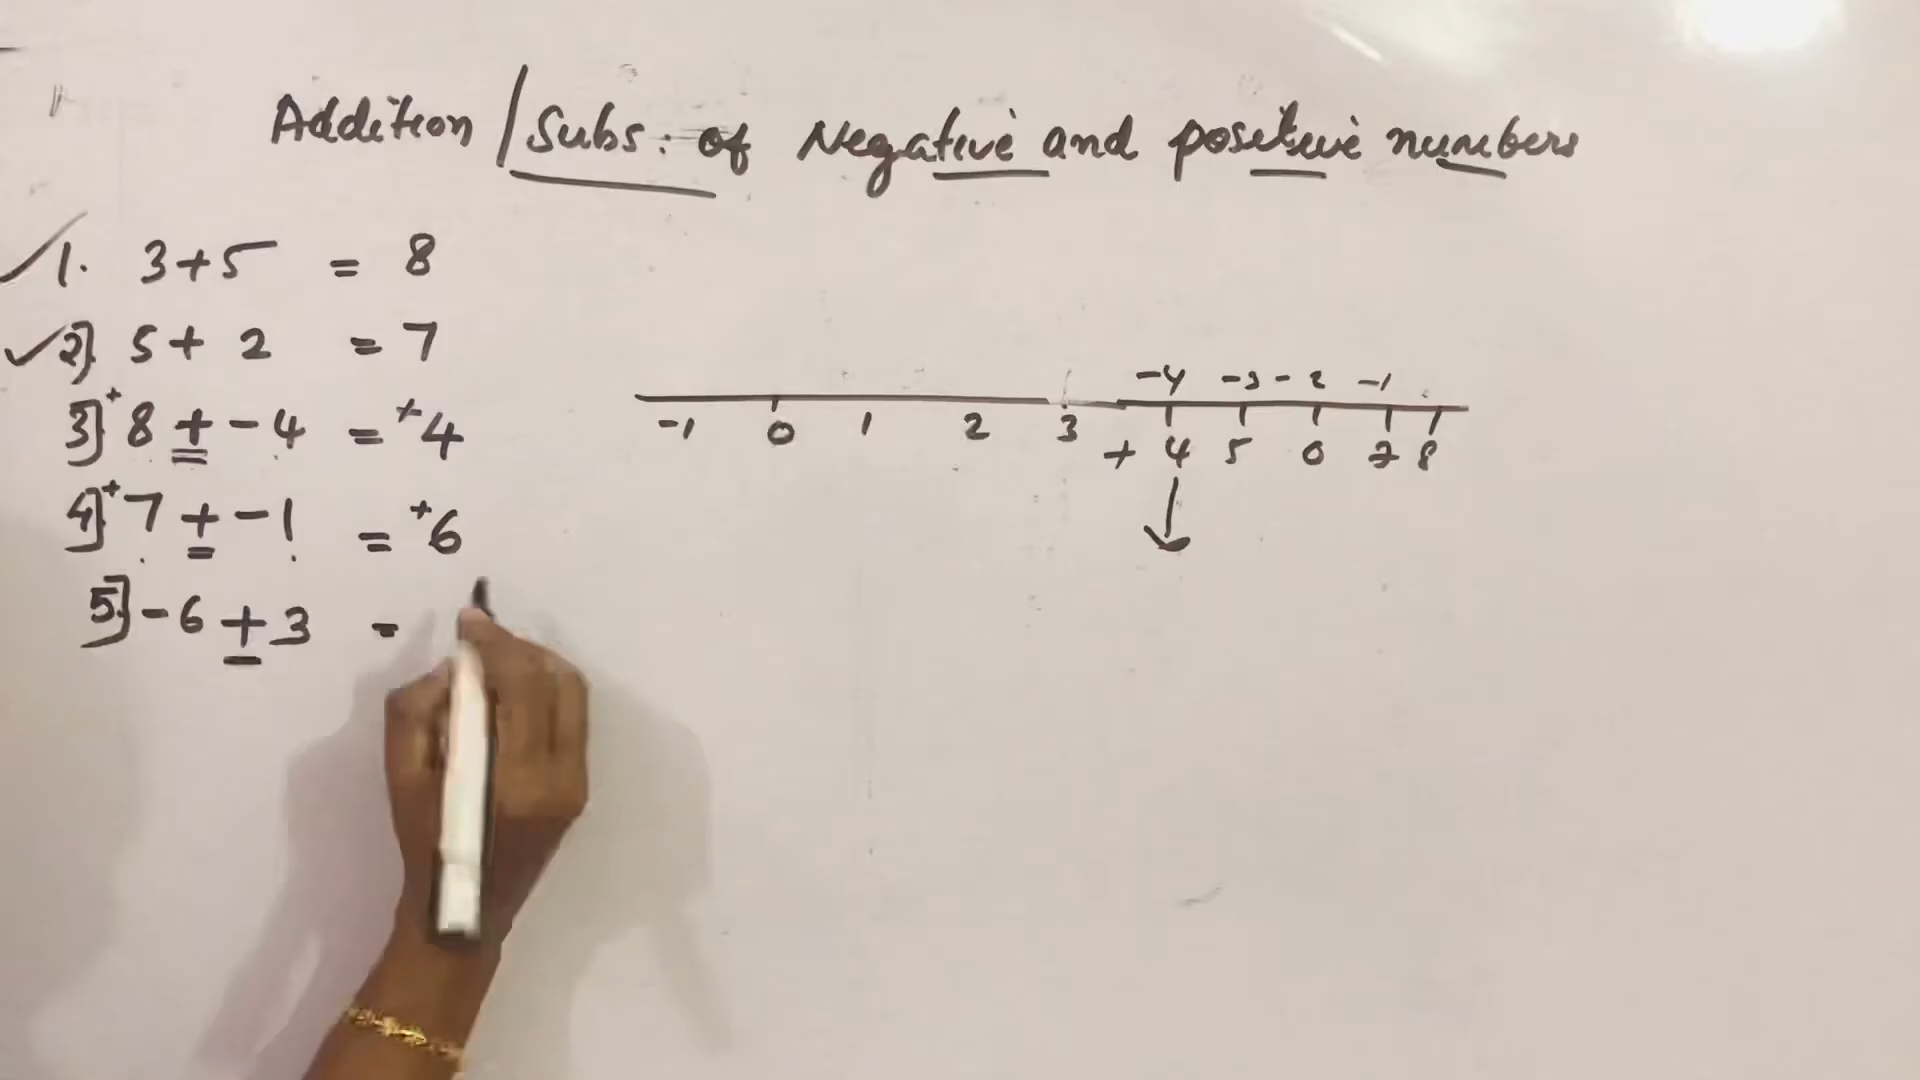 Addition / Subs. of Negative and positive numbers
1. 3+5 = 8
2] 5+ 2 = 7
3] +8 + -4 = +4
4] +7 + -1 = +6
5] -6 + 3 =
-4 -3 -2 -1
-1 0 1 2 3 + 4 5 6 7 8